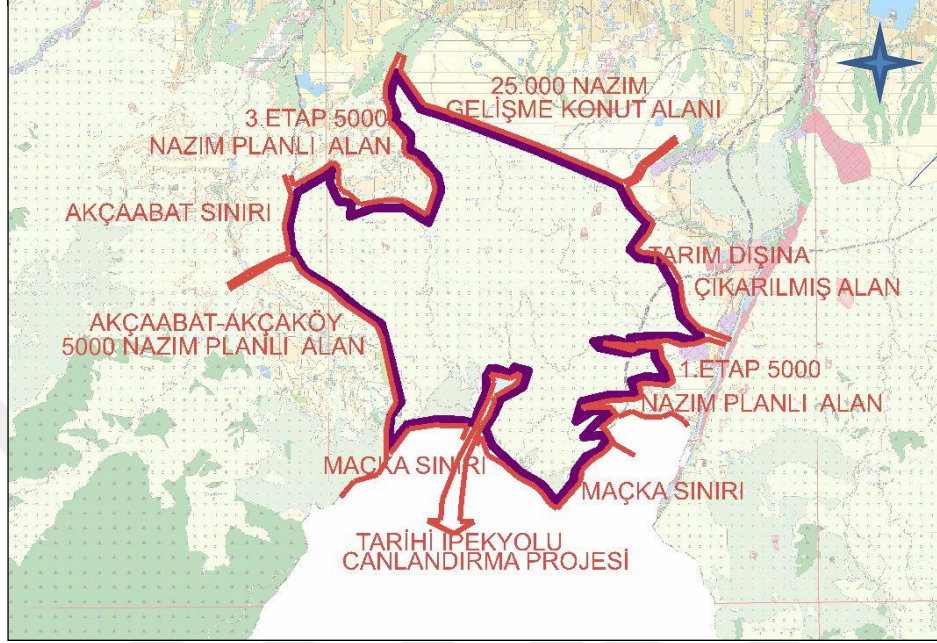 25.000 NAZIM
GELİŞME KONUT ALANI
3.ETAP 5000
NAZIM PLANLI ALAN
AKÇAABAT SINIRI
TARIM DIŞINA
ÇIKARILMIŞ ALAN
AKÇAABAT-AKÇAKÖY
5000 NAZIM PLANLI ALAN
1.ETAP 5000
NAZIM PLANLI ALAN
MAÇKA SINIRI
MAÇKA SINIRI
TARİHİ İPEKYOLU
CANLANDIRMA PROJESİ